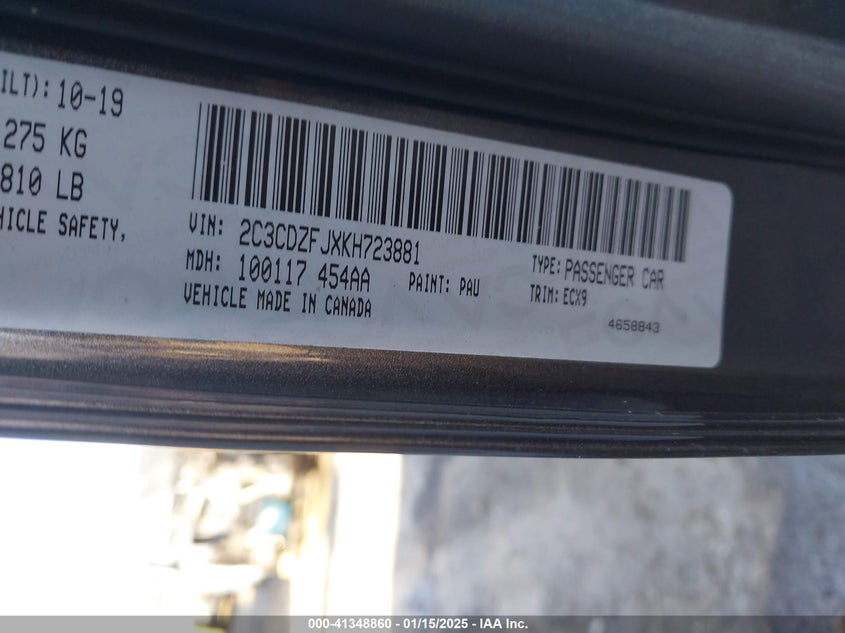 ILT): 10-19
275 KG
810 LB
HICLE SAFETY,
VIN: 2C3CDZFJXKH723881
MDH: 100117 454AA PAINT: PAU
VEHICLE MADE IN CANADA
TYPE: PASSENGER CAR
TRIM: ECX9
4658843
000-41348860 - 01/15/2025 - IAA Inc.